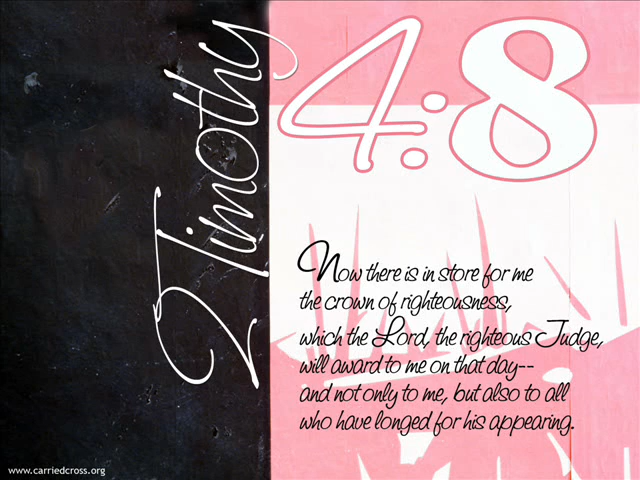 2 Timothy
4:8
Now there is in store for me
the crown of righteousness,
which the Lord, the righteous Judge,
will award to me on that day--
and not only to me, but also to all
who have longed for his appearing.
www.carriedcross.org